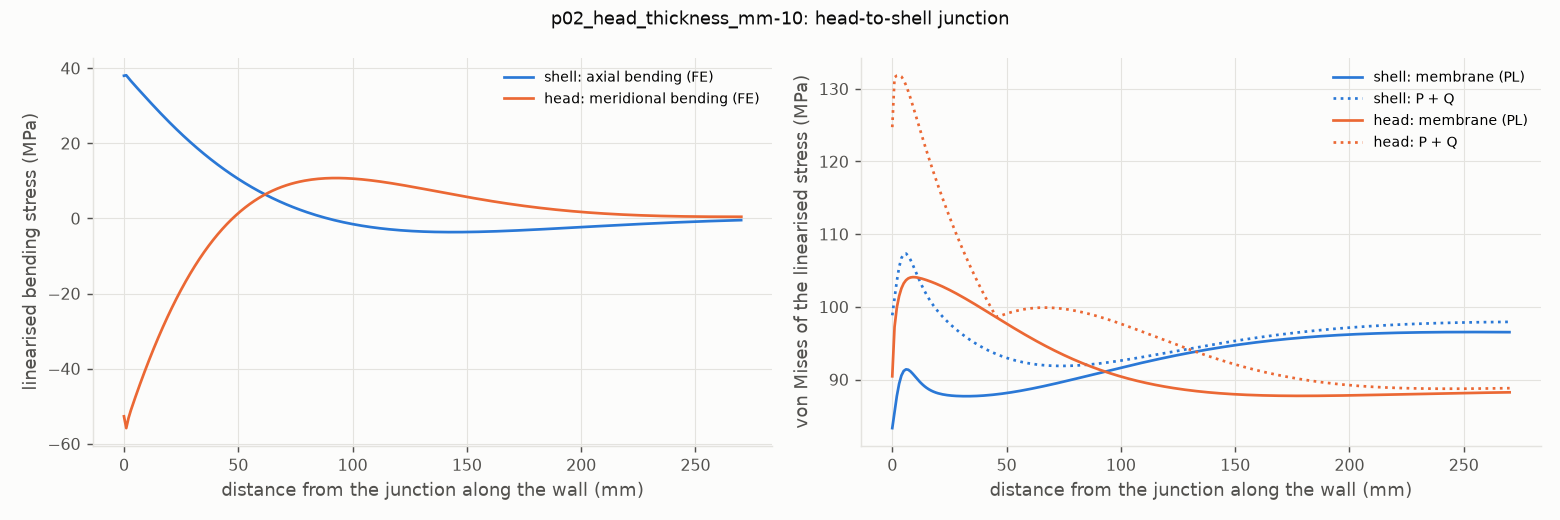 p02_head_thickness_mm-10: head-to-shell junction
linearised bending stress (MPa)
40
20
0
−20
−40
−60
shell: axial bending (FE)
head: meridional bending (FE)
0
50
100
150
200
250
distance from the junction along the wall (mm)
von Mises of the linearised stress (MPa)
130
120
110
100
90
shell: membrane (PL)
shell: P + Q
head: membrane (PL)
head: P + Q
0
50
100
150
200
250
distance from the junction along the wall (mm)